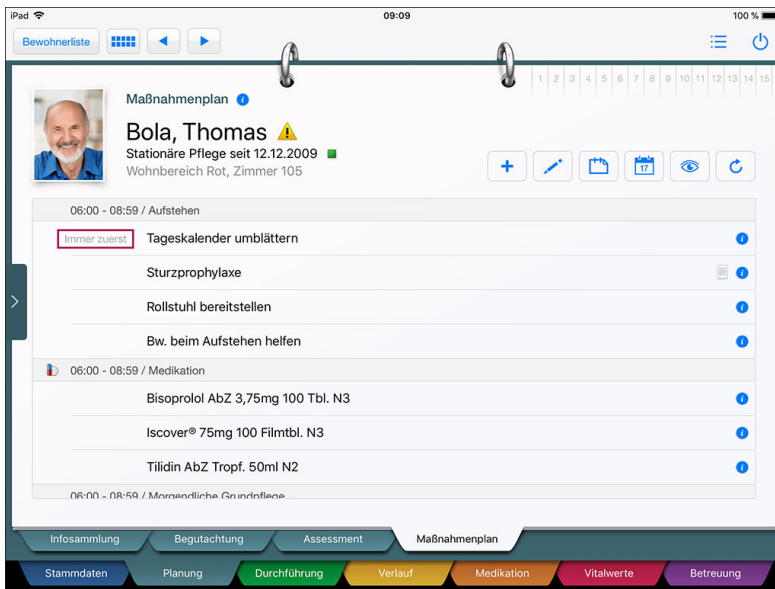 iPad 09:09 100 %
Bewohnerliste
1 2 3 4 5 6 7 8 9 10 11 12 13 14 15
Maßnahmenplan
Bola, Thomas
Stationäre Pflege seit 12.12.2009
Wohnbereich Rot, Zimmer 105
17
06:00 - 08:59 / Aufstehen
Immer zuerst Tageskalender umblättern
Sturzprophylaxe
Rollstuhl bereitstellen
Bw. beim Aufstehen helfen
06:00 - 08:59 / Medikation
Bisoprolol AbZ 3,75mg 100 Tbl. N3
Iscover® 75mg 100 Filmtbl. N3
Tilidin AbZ Tropf. 50ml N2
06:00 - 08:59 / Morgendliche Grundpflege
Infosammlung Begutachtung Assessment Maßnahmenplan
Stammdaten Planung Durchführung Verlauf Medikation Vitalwerte Betreuung